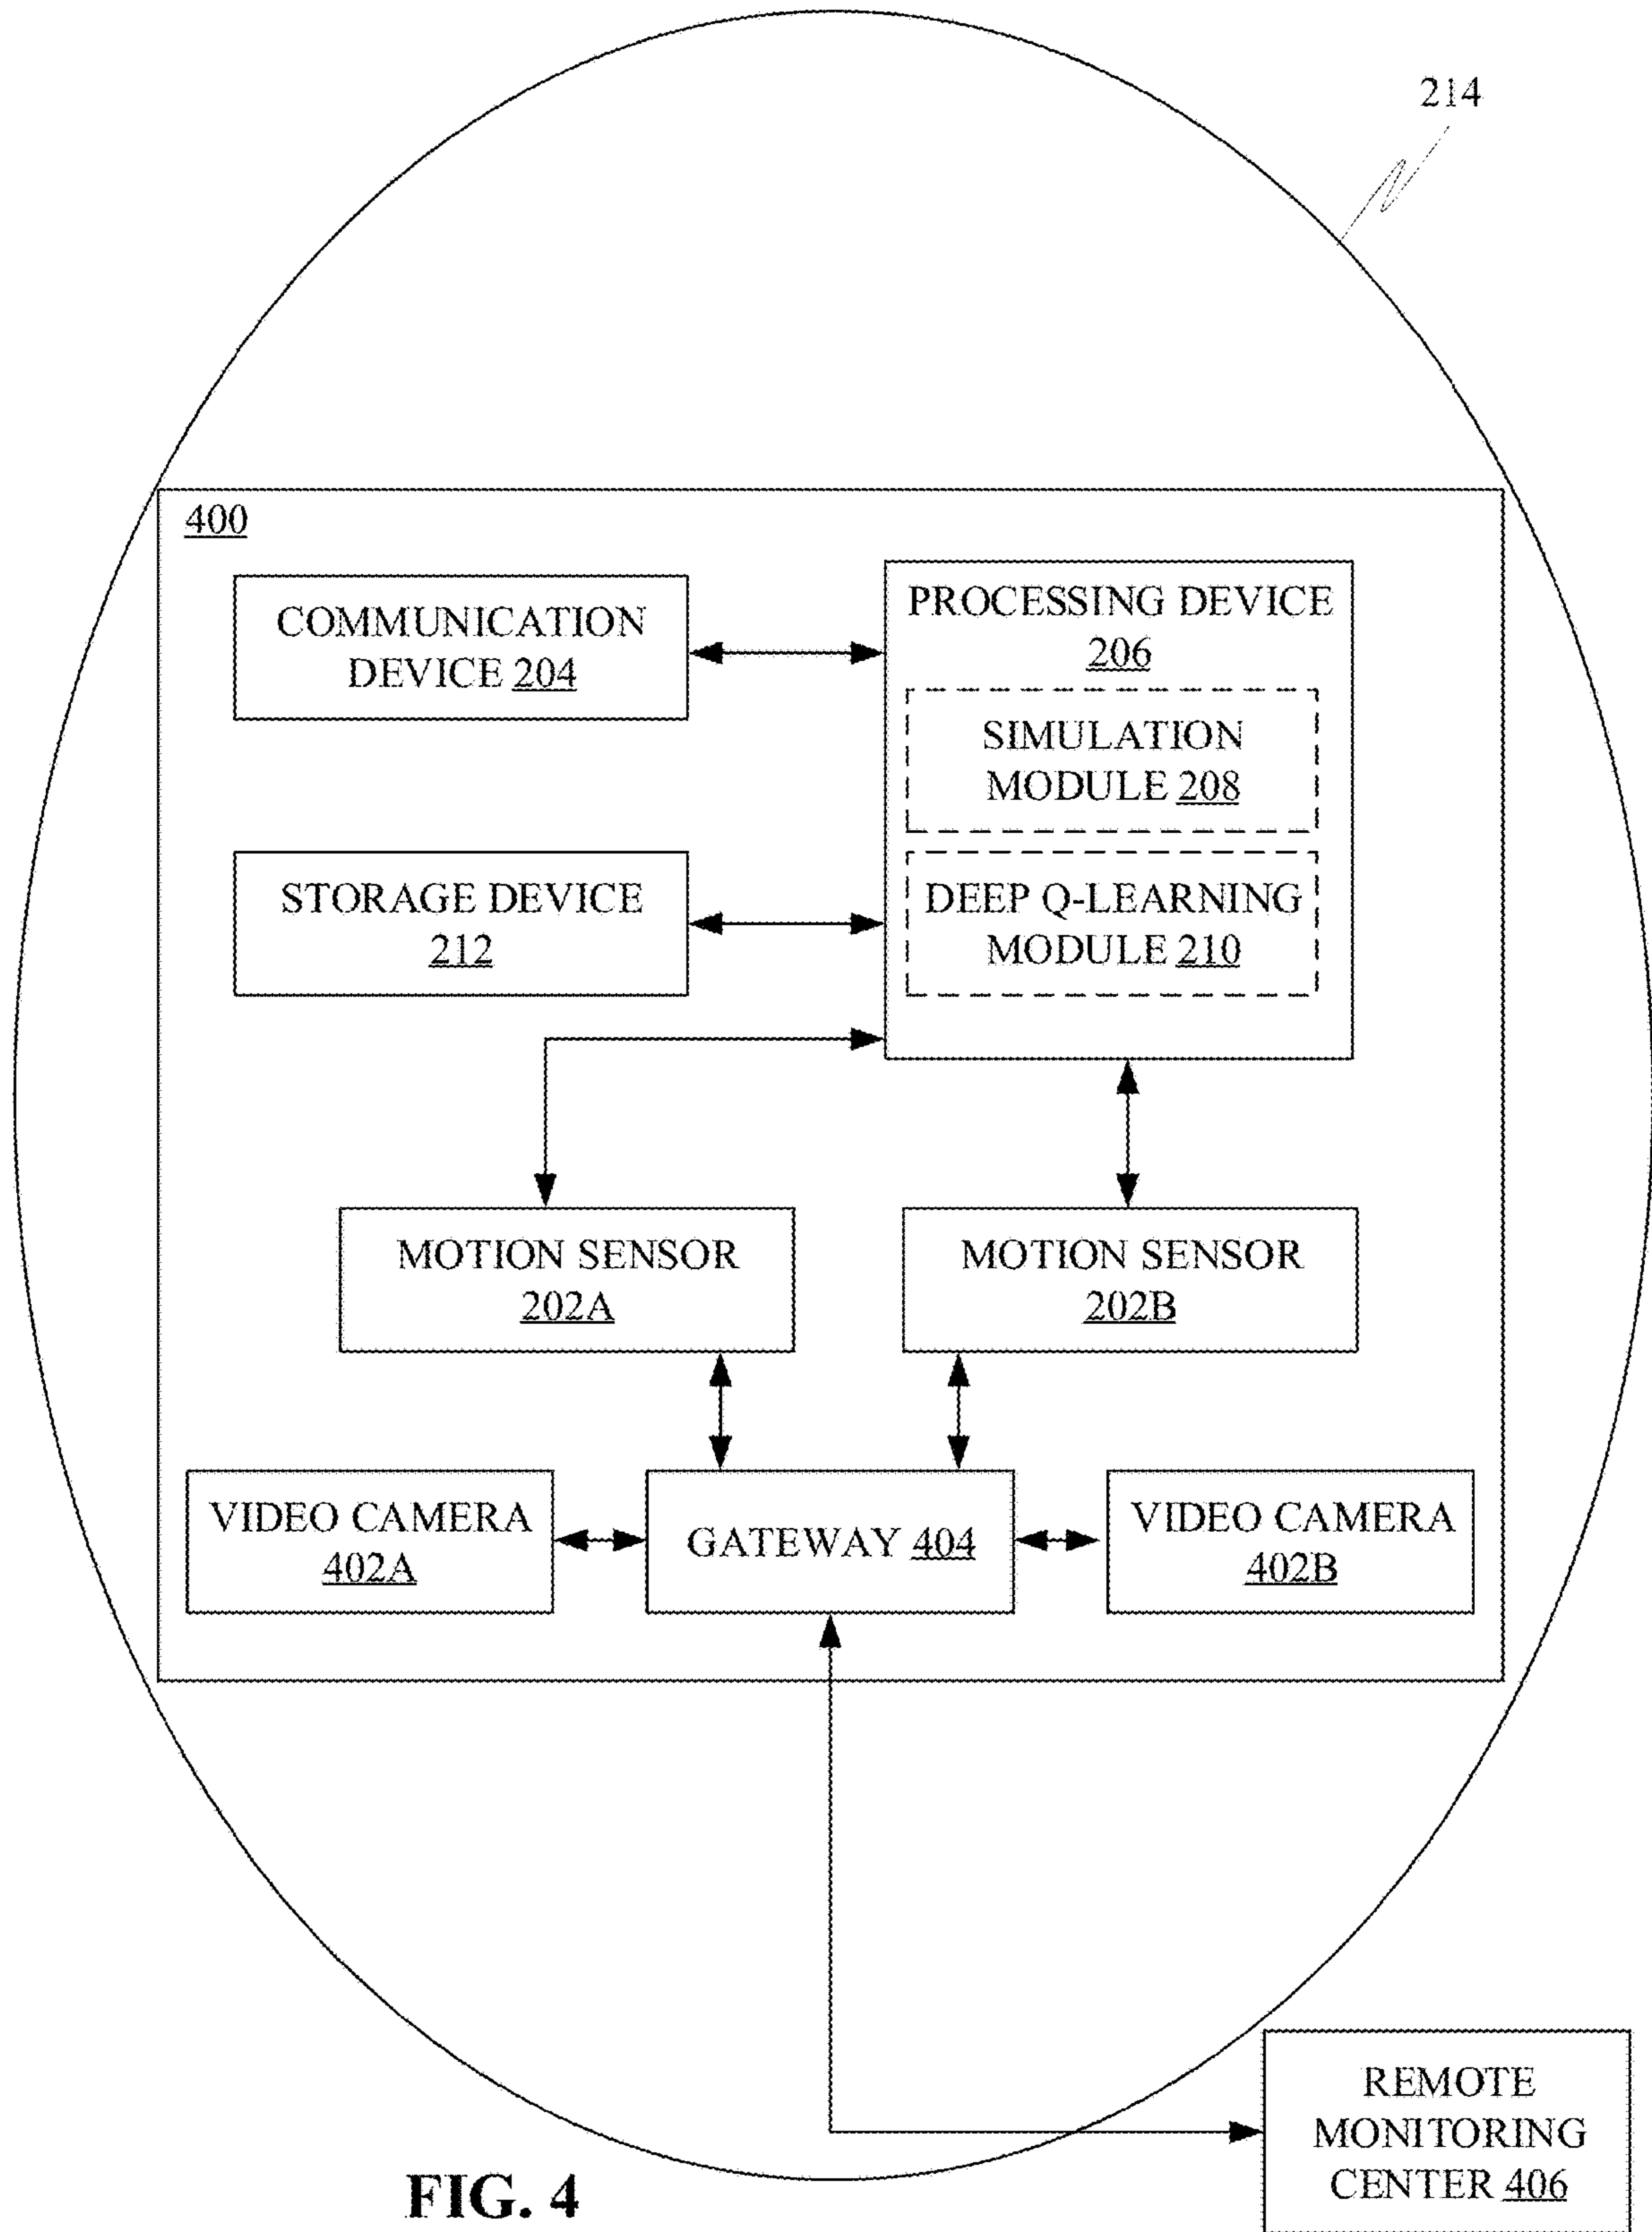 214
400
COMMUNICATION
DEVICE 204
PROCESSING DEVICE
206
SIMULATION
MODULE 208
STORAGE DEVICE
212
DEEP Q-LEARNING
MODULE 210
MOTION SENSOR
202A
MOTION SENSOR
202B
VIDEO CAMERA
402A
GATEWAY 404
VIDEO CAMERA
402B
REMOTE
MONITORING
CENTER 406
FIG. 4